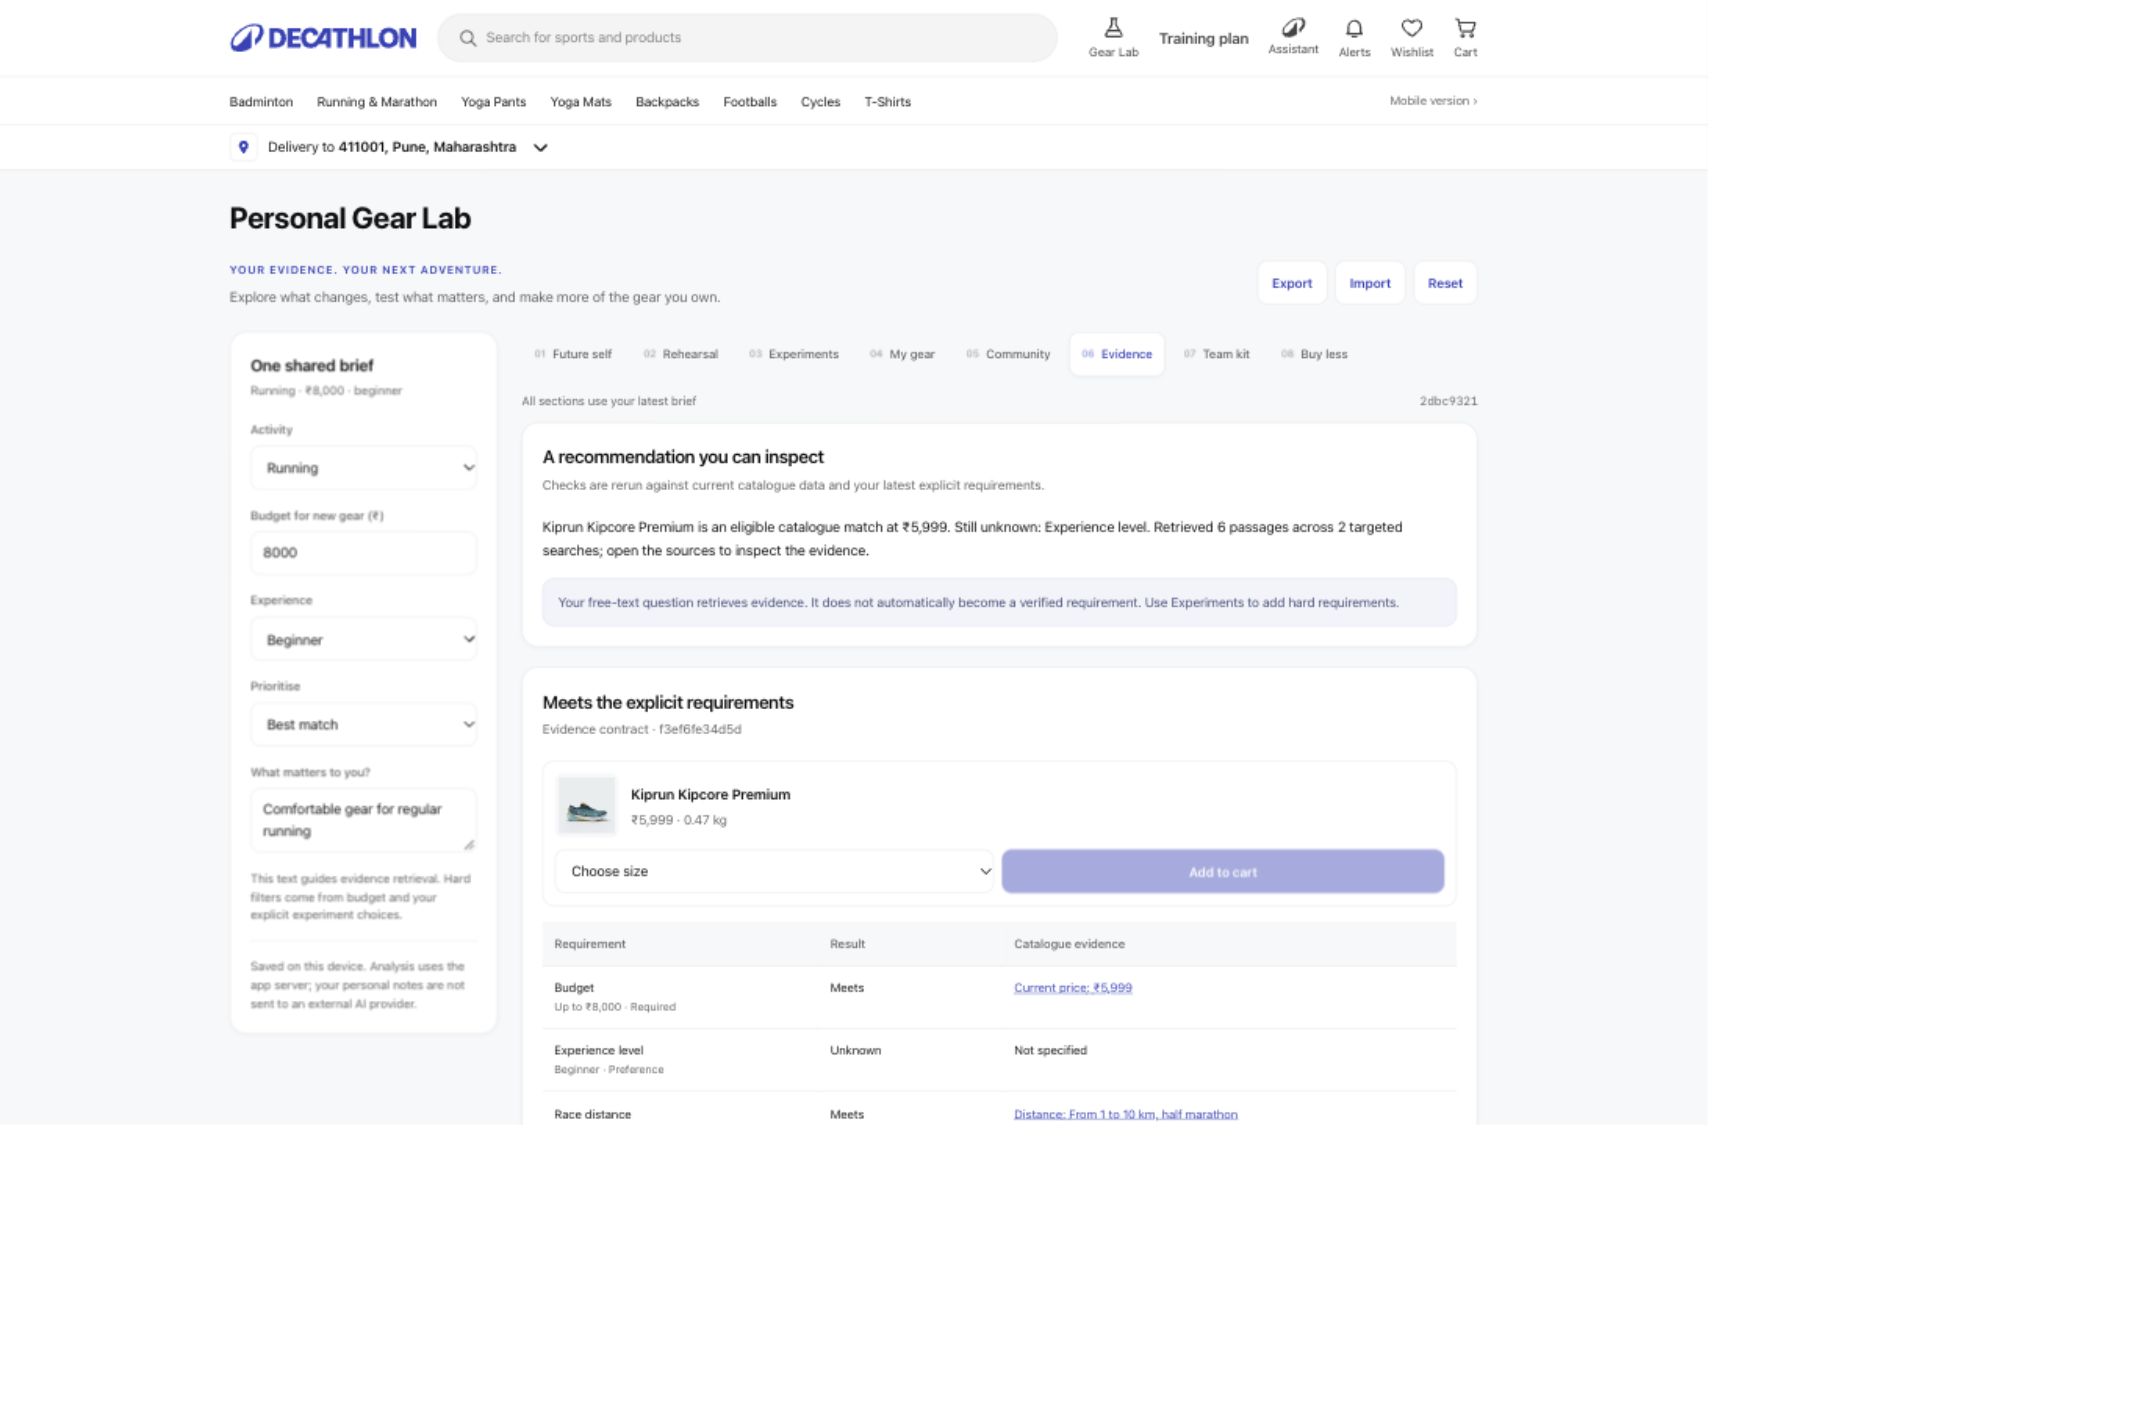 DECATHLON
Search for sports and products
Gear Lab
Training plan
Assistant
Alerts
Wishlist
Cart
Badminton
Running & Marathon
Yoga Pants
Yoga Mats
Backpacks
Footballs
Cycles
T-Shirts
Mobile version ›
Delivery to 411001, Pune, Maharashtra
Personal Gear Lab
YOUR EVIDENCE. YOUR NEXT ADVENTURE.
Explore what changes, test what matters, and make more of the gear you own.
Export
Import
Reset
One shared brief
Running · ₹8,000 · beginner
Activity
Running
Budget for new gear (₹)
8000
Experience
Beginner
Prioritise
Best match
What matters to you?
Comfortable gear for regular
running
This text guides evidence retrieval. Hard
filters come from budget and your
explicit experiment choices.
Saved on this device. Analysis uses the
app server; your personal notes are not
sent to an external AI provider.
01 Future self
02 Rehearsal
03 Experiments
04 My gear
05 Community
06 Evidence
07 Team kit
08 Buy less
All sections use your latest brief
2dbc9321
A recommendation you can inspect
Checks are rerun against current catalogue data and your latest explicit requirements.
Kiprun Kipcore Premium is an eligible catalogue match at ₹5,999. Still unknown: Experience level. Retrieved 6 passages across 2 targeted
searches; open the sources to inspect the evidence.
Your free-text question retrieves evidence. It does not automatically become a verified requirement. Use Experiments to add hard requirements.
Meets the explicit requirements
Evidence contract · f3ef6fe34d5d
Kiprun Kipcore Premium
₹5,999 · 0.47 kg
Choose size
Add to cart
Requirement
Result
Catalogue evidence
Budget
Up to ₹8,000 · Required
Meets
Current price: ₹5,999
Experience level
Beginner · Preference
Unknown
Not specified
Race distance
Meets
Distance: From 1 to 10 km, half marathon